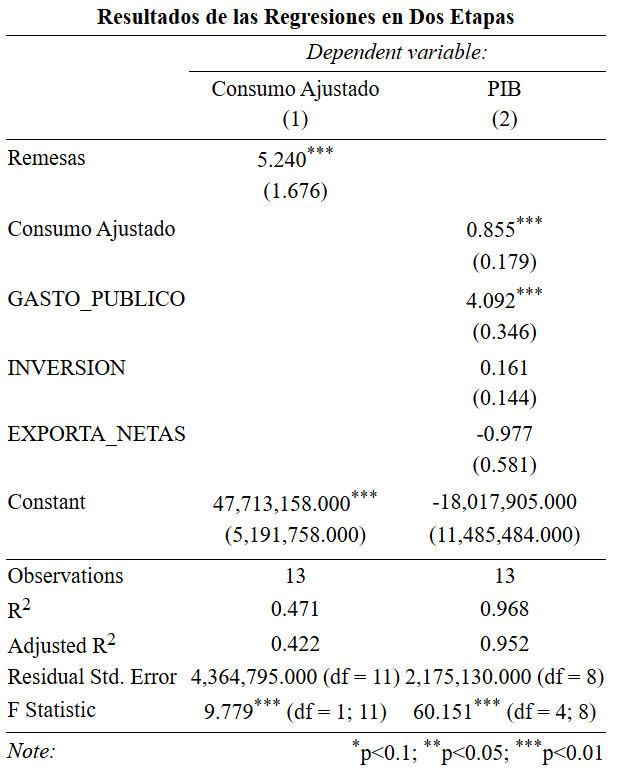 Resultados de las Regresiones en Dos Etapas
Dependent variable:
Consumo Ajustado PIB
(1) (2)
Remesas 5.240***
(1.676)
Consumo Ajustado 0.855***
(0.179)
GASTO_PUBLICO 4.092***
(0.346)
INVERSION 0.161
(0.144)
EXPORTA_NETAS -0.977
(0.581)
Constant 47,713,158.000*** -18,017,905.000
(5,191,758.000) (11,485,484.000)
Observations 13 13
R2 0.471 0.968
Adjusted R2 0.422 0.952
Residual Std. Error 4,364,795.000 (df = 11) 2,175,130.000 (df = 8)
F Statistic 9.779*** (df = 1; 11) 60.151*** (df = 4; 8)
Note: *p<0.1; **p<0.05; ***p<0.01